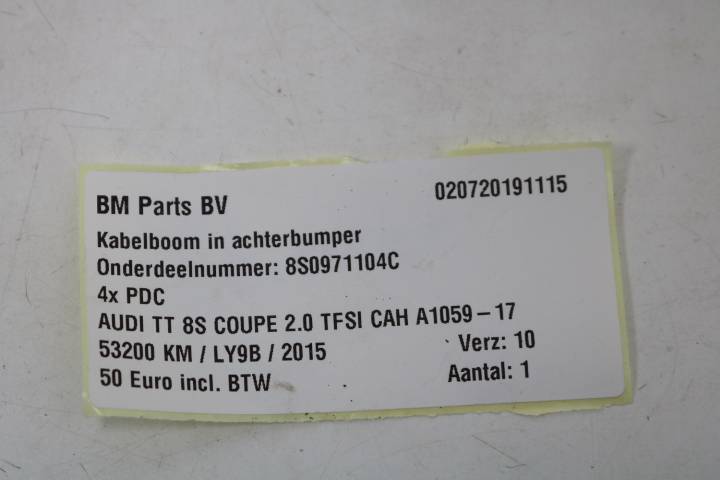 BM Parts BV 020720191115
Kabelboom in achterbumper
Onderdeelnummer: 8S0971104C
4x PDC
AUDI TT 8S COUPE 2.0 TFSI CAH A1059-17
53200 KM / LY9B / 2015 Verz: 10
50 Euro incl. BTW Aantal: 1